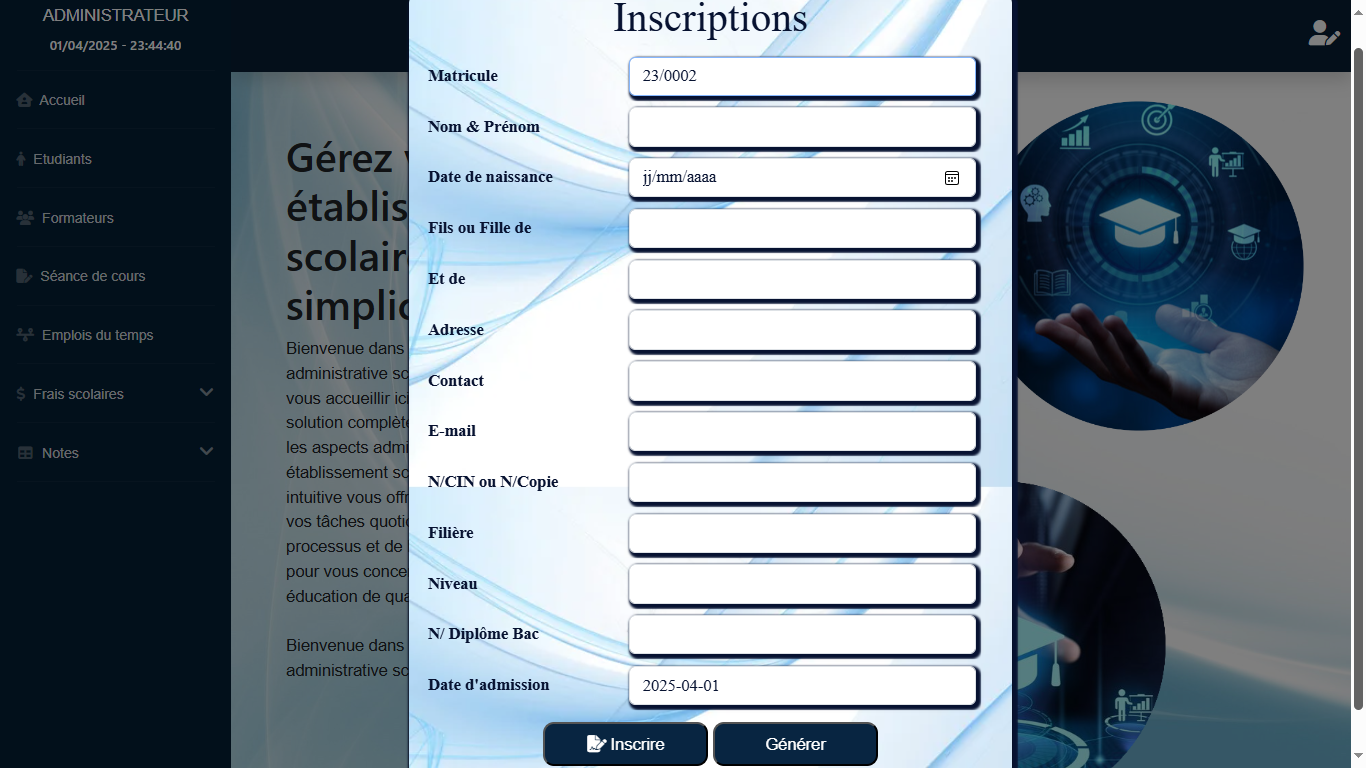 ADMINISTRATEUR
01/04/2025 - 23:44:40
Accueil
Etudiants
Formateurs
Séance de cours
Emplois du temps
Frais scolaires
Notes
Gérez
établis
scolair
simplic
Bienvenue dans
administrative sc
vous accueillir ici
solution complèt
les aspects admi
établissement sc
intuitive vous offr
vos tâches quotic
processus et de
pour vous conce
éducation de qua
Bienvenue dans
administrative sc
Inscriptions
Matricule
23/0002
Nom & Prénom
Date de naissance
jj/mm/aaaa
Fils ou Fille de
Et de
Adresse
Contact
E-mail
N/CIN ou N/Copie
Filière
Niveau
N/ Diplôme Bac
Date d'admission
2025-04-01
Inscrire
Générer